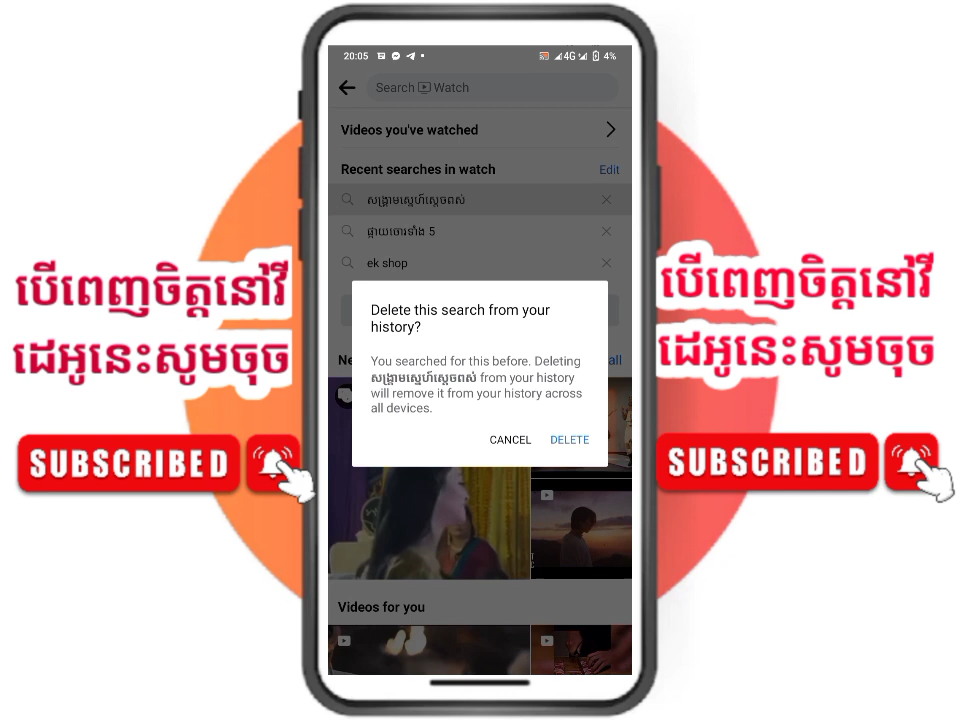 20:05
4G
4%
Search Watch
Videos you've watched
Recent searches in watch
Edit
សង្គ្រាមស្នេហ៍ស្ដេចពស់
ផ្កាយចោរទាំង 5
ek shop
Delete this search from your
history?
You searched for this before. Deleting
សង្គ្រាមស្នេហ៍ស្ដេចពស់ from your history
will remove it from your history across
all devices.
CANCEL
DELETE
Ne
all
Videos for you
បើពេញចិត្តនៅវី
ដេអូនេះសូមចុច
SUBSCRIBED
បើពេញចិត្តនៅវី
ដេអូនេះសូមចុច
SUBSCRIBED